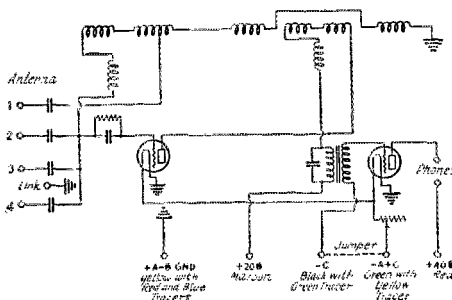 Antenna
1
2
3
Link
4
Phones
Jumper
+A-B GND
Yellow with
Red and Blue
Tracers
+20B
Maroon
-C
Black with
Green Tracer
-A+C
Green with
Yellow
Tracer
+40B
Red